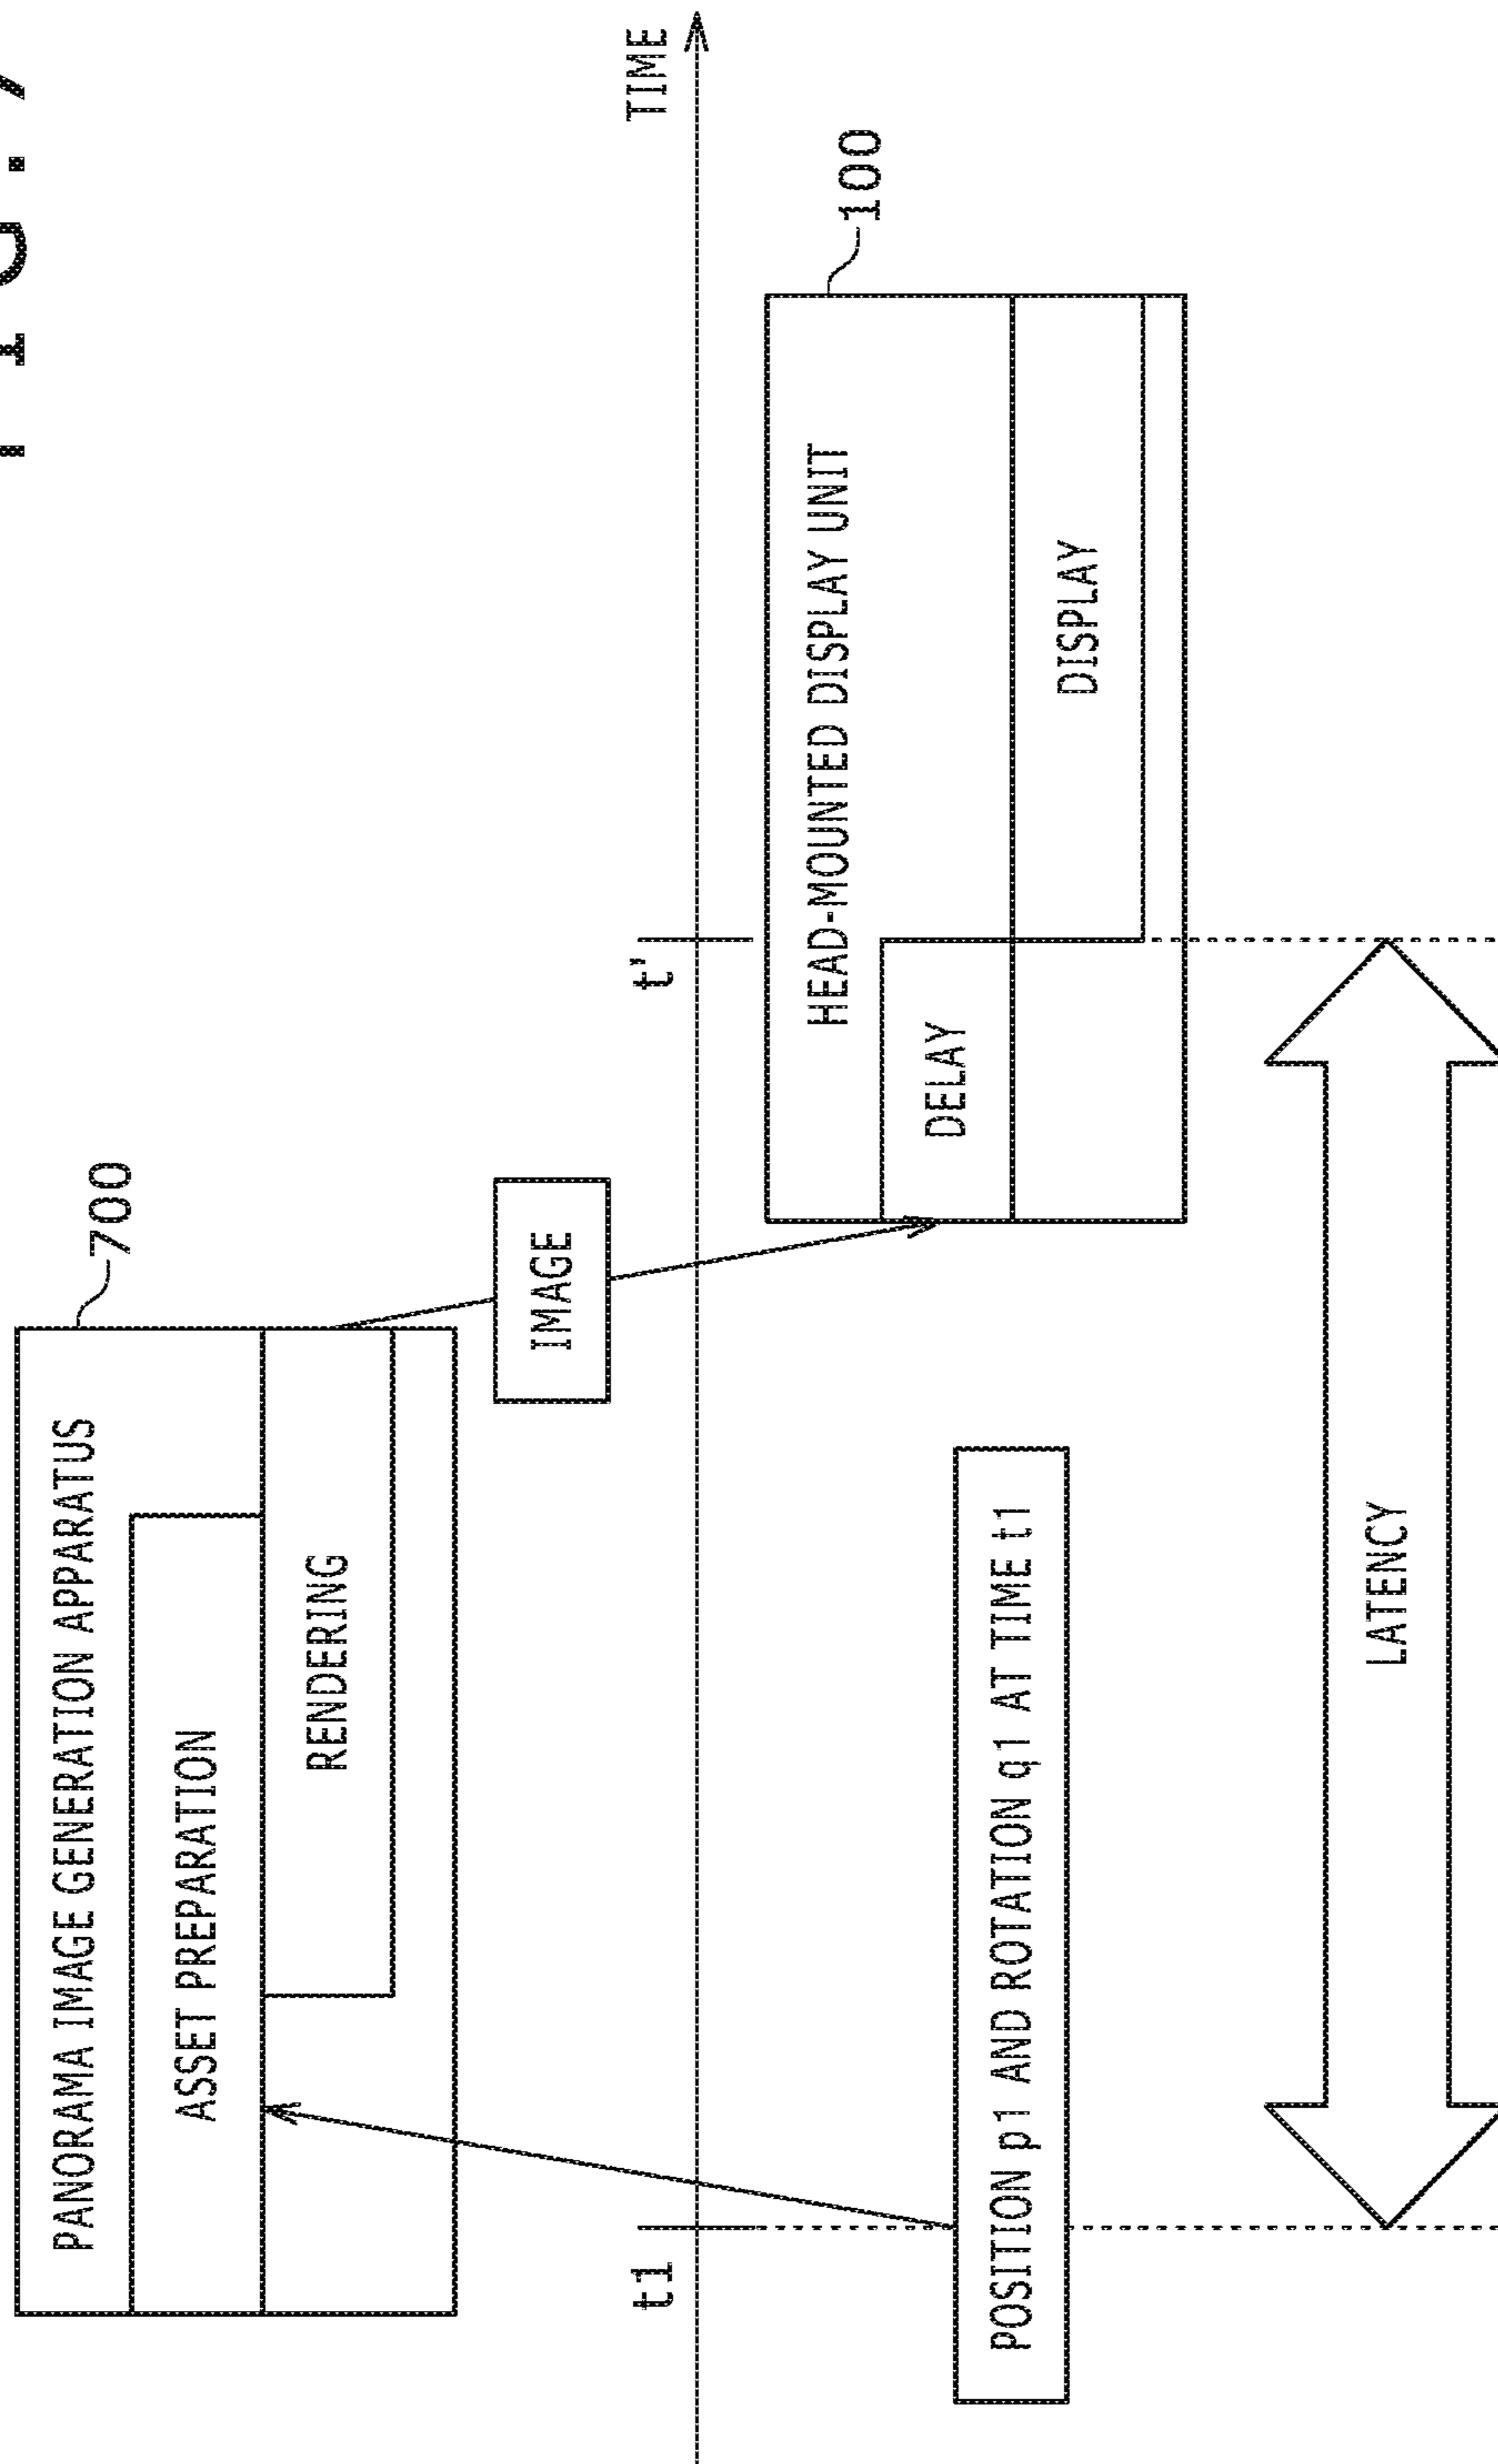 PANORAMA IMAGE GENERATION APPARATUS
700
ASSET PREPARATION
RENDERING
IMAGE
t1
t'
TIME
HEAD-MOUNTED DISPLAY UNIT
100
DELAY
DISPLAY
POSITION p1 AND ROTATION q1 AT TIME t1
LATENCY